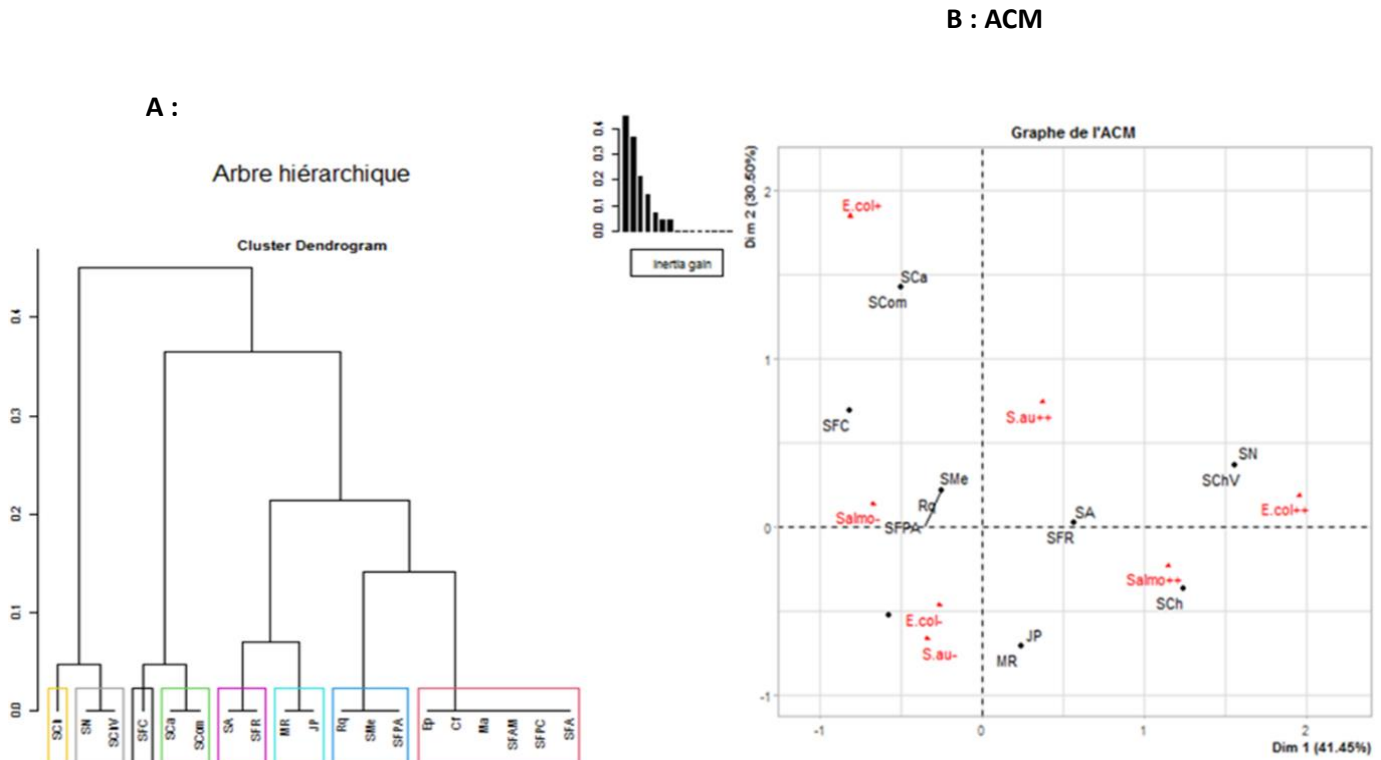 B : ACM
A :
Arbre hiérarchique
Cluster Dendrogram
0.4
0.3
0.2
0.1
0.0
SCh
SN
SChV
SFC
SCa
SCom
SA
SFR
MR
JP
Rq
SMe
SFPA
Ep
Cf
Ma
SFAM
SFPC
SFA
0.4
0.3
0.2
0.1
0.0
Inertia gain
Graphe de l'ACM
Dim 2 (30.50%)
2
1
0
-1
E.col+
SCa
SCom
S.au++
SFC
SN
SChV
SMe
Rq
E.col++
Salmo-
SFPA
SA
SFR
Salmo++
SCh
E.col-
S.au-
JP
MR
-1
0
1
2
Dim 1 (41.45%)